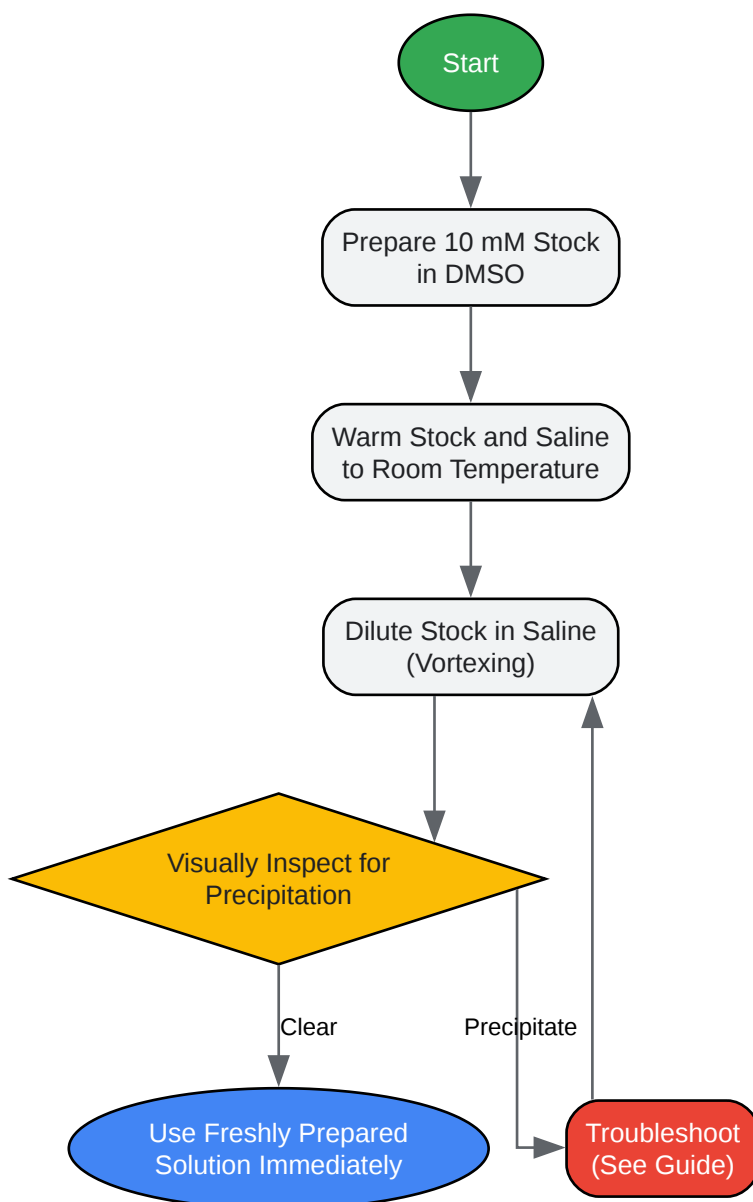 Start
Prepare 10 mM Stock
in DMSO
Warm Stock and Saline
to Room Temperature
Dilute Stock in Saline
(Vortexing)
Visually Inspect for
Precipitation
Clear
Precipitate
Use Freshly Prepared
Solution Immediately
Troubleshoot
(See Guide)